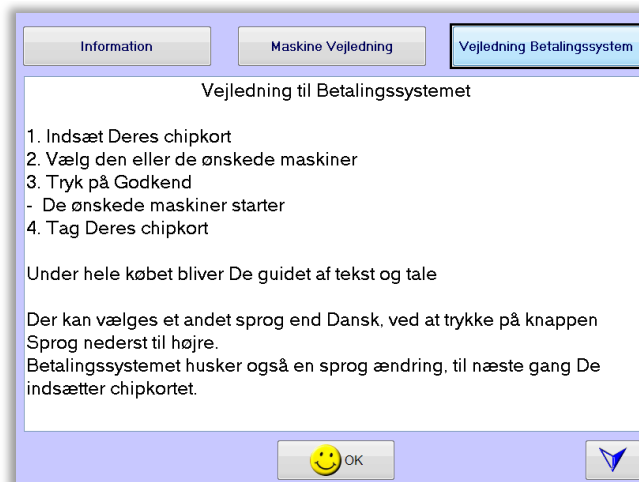 Information
Maskine Vejledning
Vejledning Betalingssystem
Vejledning til Betalingssystemet
1. Indsæt Deres chipkort
2. Vælg den eller de ønskede maskiner
3. Tryk på Godkend
- De ønskede maskiner starter
4. Tag Deres chipkort
Under hele købet bliver De guidet af tekst og tale
Der kan vælges et andet sprog end Dansk, ved at trykke på knappen
Sprog nederst til højre.
Betalingssystemet husker også en sprog ændring, til næste gang De
indsætter chipkortet.
OK